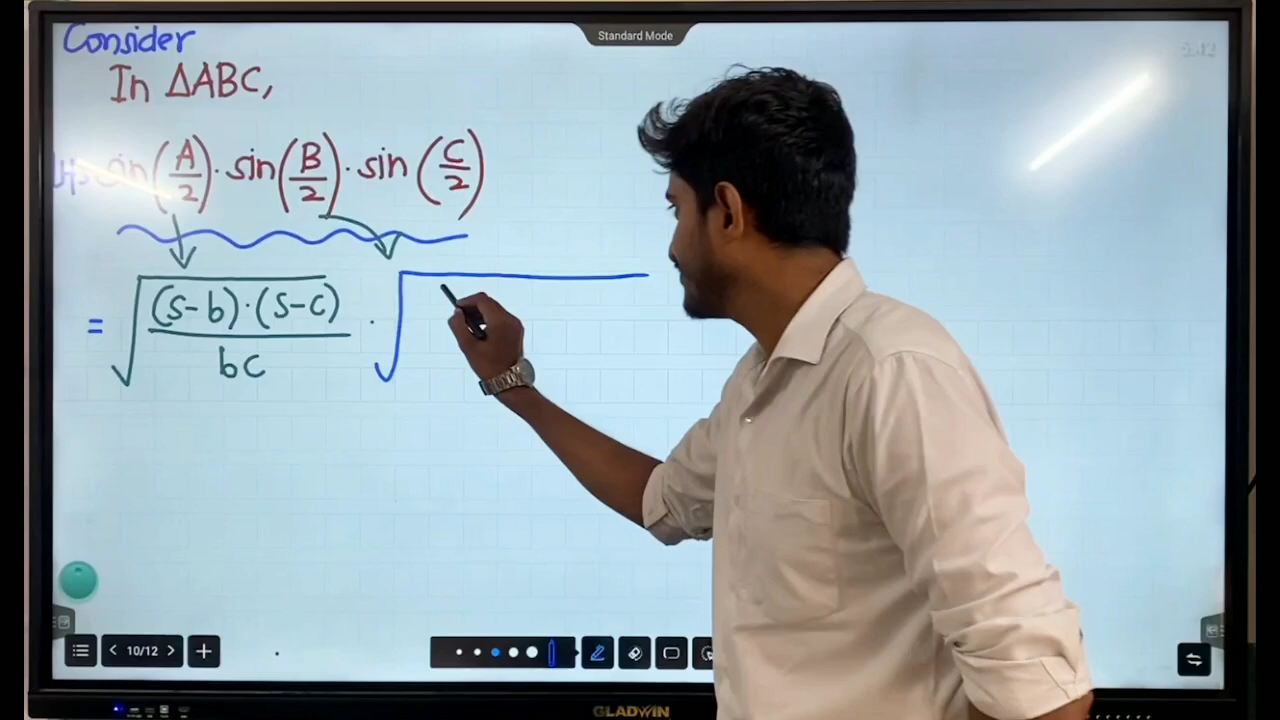 Standard Mode
Consider
In ΔABC,
sin(A/2)·sin(B/2)·sin(C/2)
= √((s-b)·(s-c)/bc) · √
10/12
GLADWIN